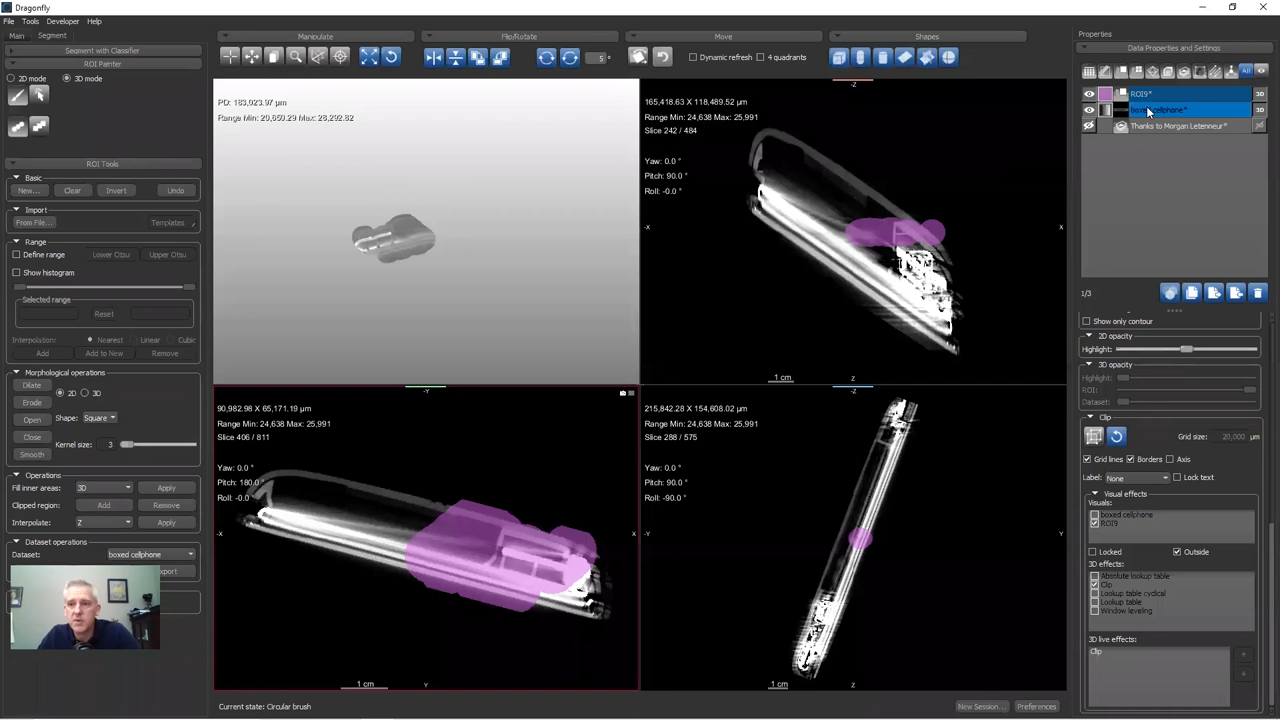 Dragonfly
File Tools Developer Help
Main Segment
Segment with Classifier
ROI Painter
2D mode 3D mode
ROI Tools
Basic
New... Clear Invert Undo
Import
From File... Templates
Range
Define range Lower Otsu Upper Otsu
Show histogram
Selected range
Reset
Interpolation: Nearest Linear Cubic
Add Add to New Remove
Morphological operations
Dilate 2D 3D
Erode
Open Shape: Square
Close
Kernel size: 3
Smooth
Operations
Fill inner areas: 3D Apply
Clipped region: Add Remove
Interpolate: Z Apply
Dataset operations
Dataset: boxed cellphone
Manipulate Flip/Rotate Move Shapes
5°
Dynamic refresh 4 quadrants
PD: 183,023.97 µm
Range Min: 20,650.29 Max: 28,292.82
-Z
165,418.63 X 118,489.52 µm
Range Min: 24,638 Max: 25,991
Slice 242 / 484
Yaw: 0.0 °
Pitch: 90.0 °
Roll: -0.0 °
-X X
1 cm Z
-Y
90,982.98 X 65,171.19 µm
Range Min: 24,638 Max: 25,991
Slice 406 / 811
Yaw: 0.0 °
Pitch: 180.0 °
Roll: -0.0 °
-X X
1 cm Y
-Z
215,842.28 X 154,608.02 µm
Range Min: 24,638 Max: 25,991
Slice 288 / 575
Yaw: 0.0 °
Pitch: 90.0 °
Roll: -90.0 °
-Y Y
1 cm Z
Current state: Circular brush New Session... Preferences
Properties
Data Properties and Settings
All
ROI9* 3D
boxed cellphone* 3D
Thanks to Morgan Letenneur*
1/3
Show only contour
2D opacity
Highlight:
3D opacity
Highlight:
ROI:
Dataset:
Clip
Grid size: 20,000 µm
Grid lines Borders Axis
Label: None Lock text
Visual effects
Visuals:
boxed cellphone
ROI9
Locked Outside
3D effects:
Absolute lookup table
Clip
Lookup table cyclical
Lookup table
Window leveling
3D live effects:
Clip